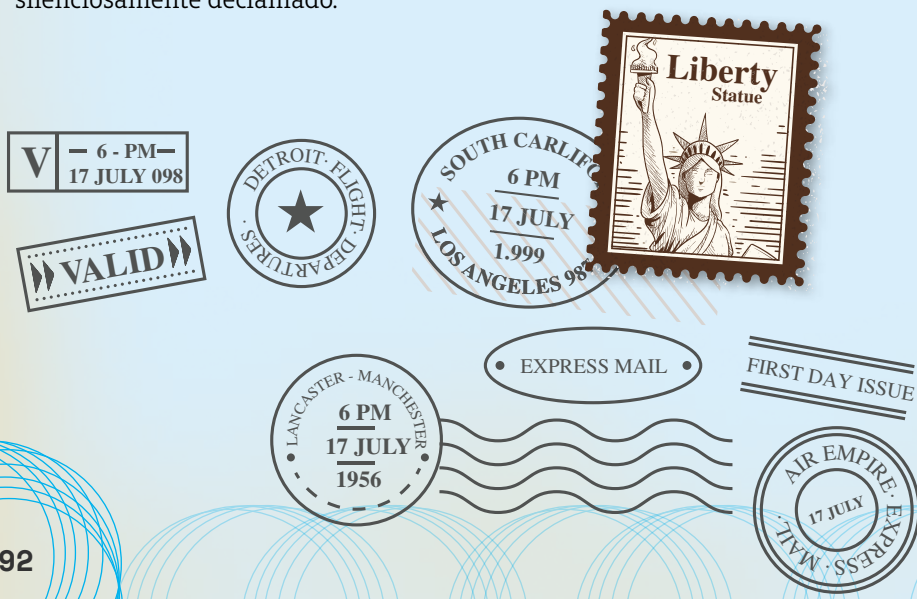 silenciosamente declamado.
Liberty
Statue
V
6 - PM
17 JULY 098
DETROIT · FLIGHT · DEPARTURES ·
SOUTH
6 PM
17 JULY
1.999
LOS ANGELES
VALID
EXPRESS MAIL
FIRST DAY ISSUE
LANCASTER - MANCHESTER
6 PM
17 JULY
1956
AIR EMPIRE · EXPRESS · MAIL ·
17 JULY
92